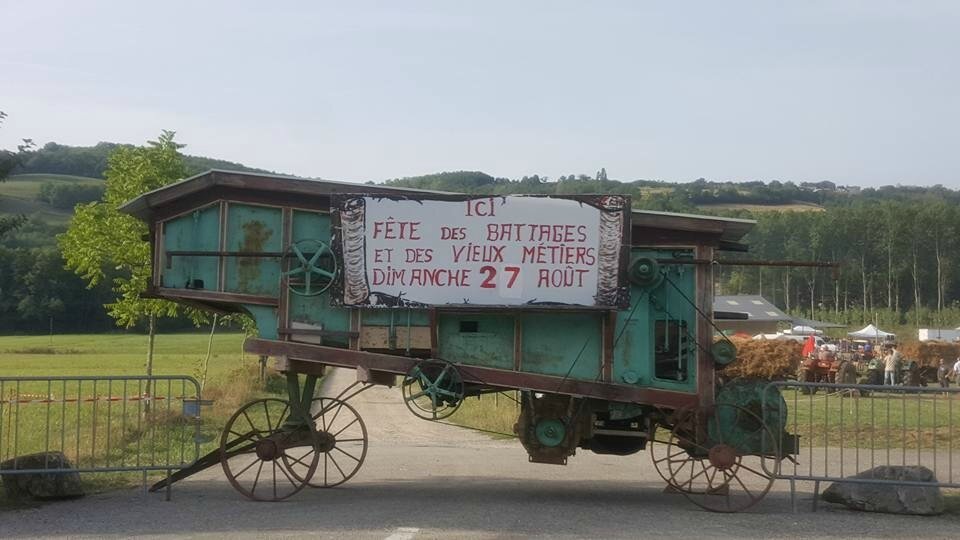 ICI
FÊTE DES BATTAGES
ET DES VIEUX MÉTIERS
DIMANCHE 27 AOÛT